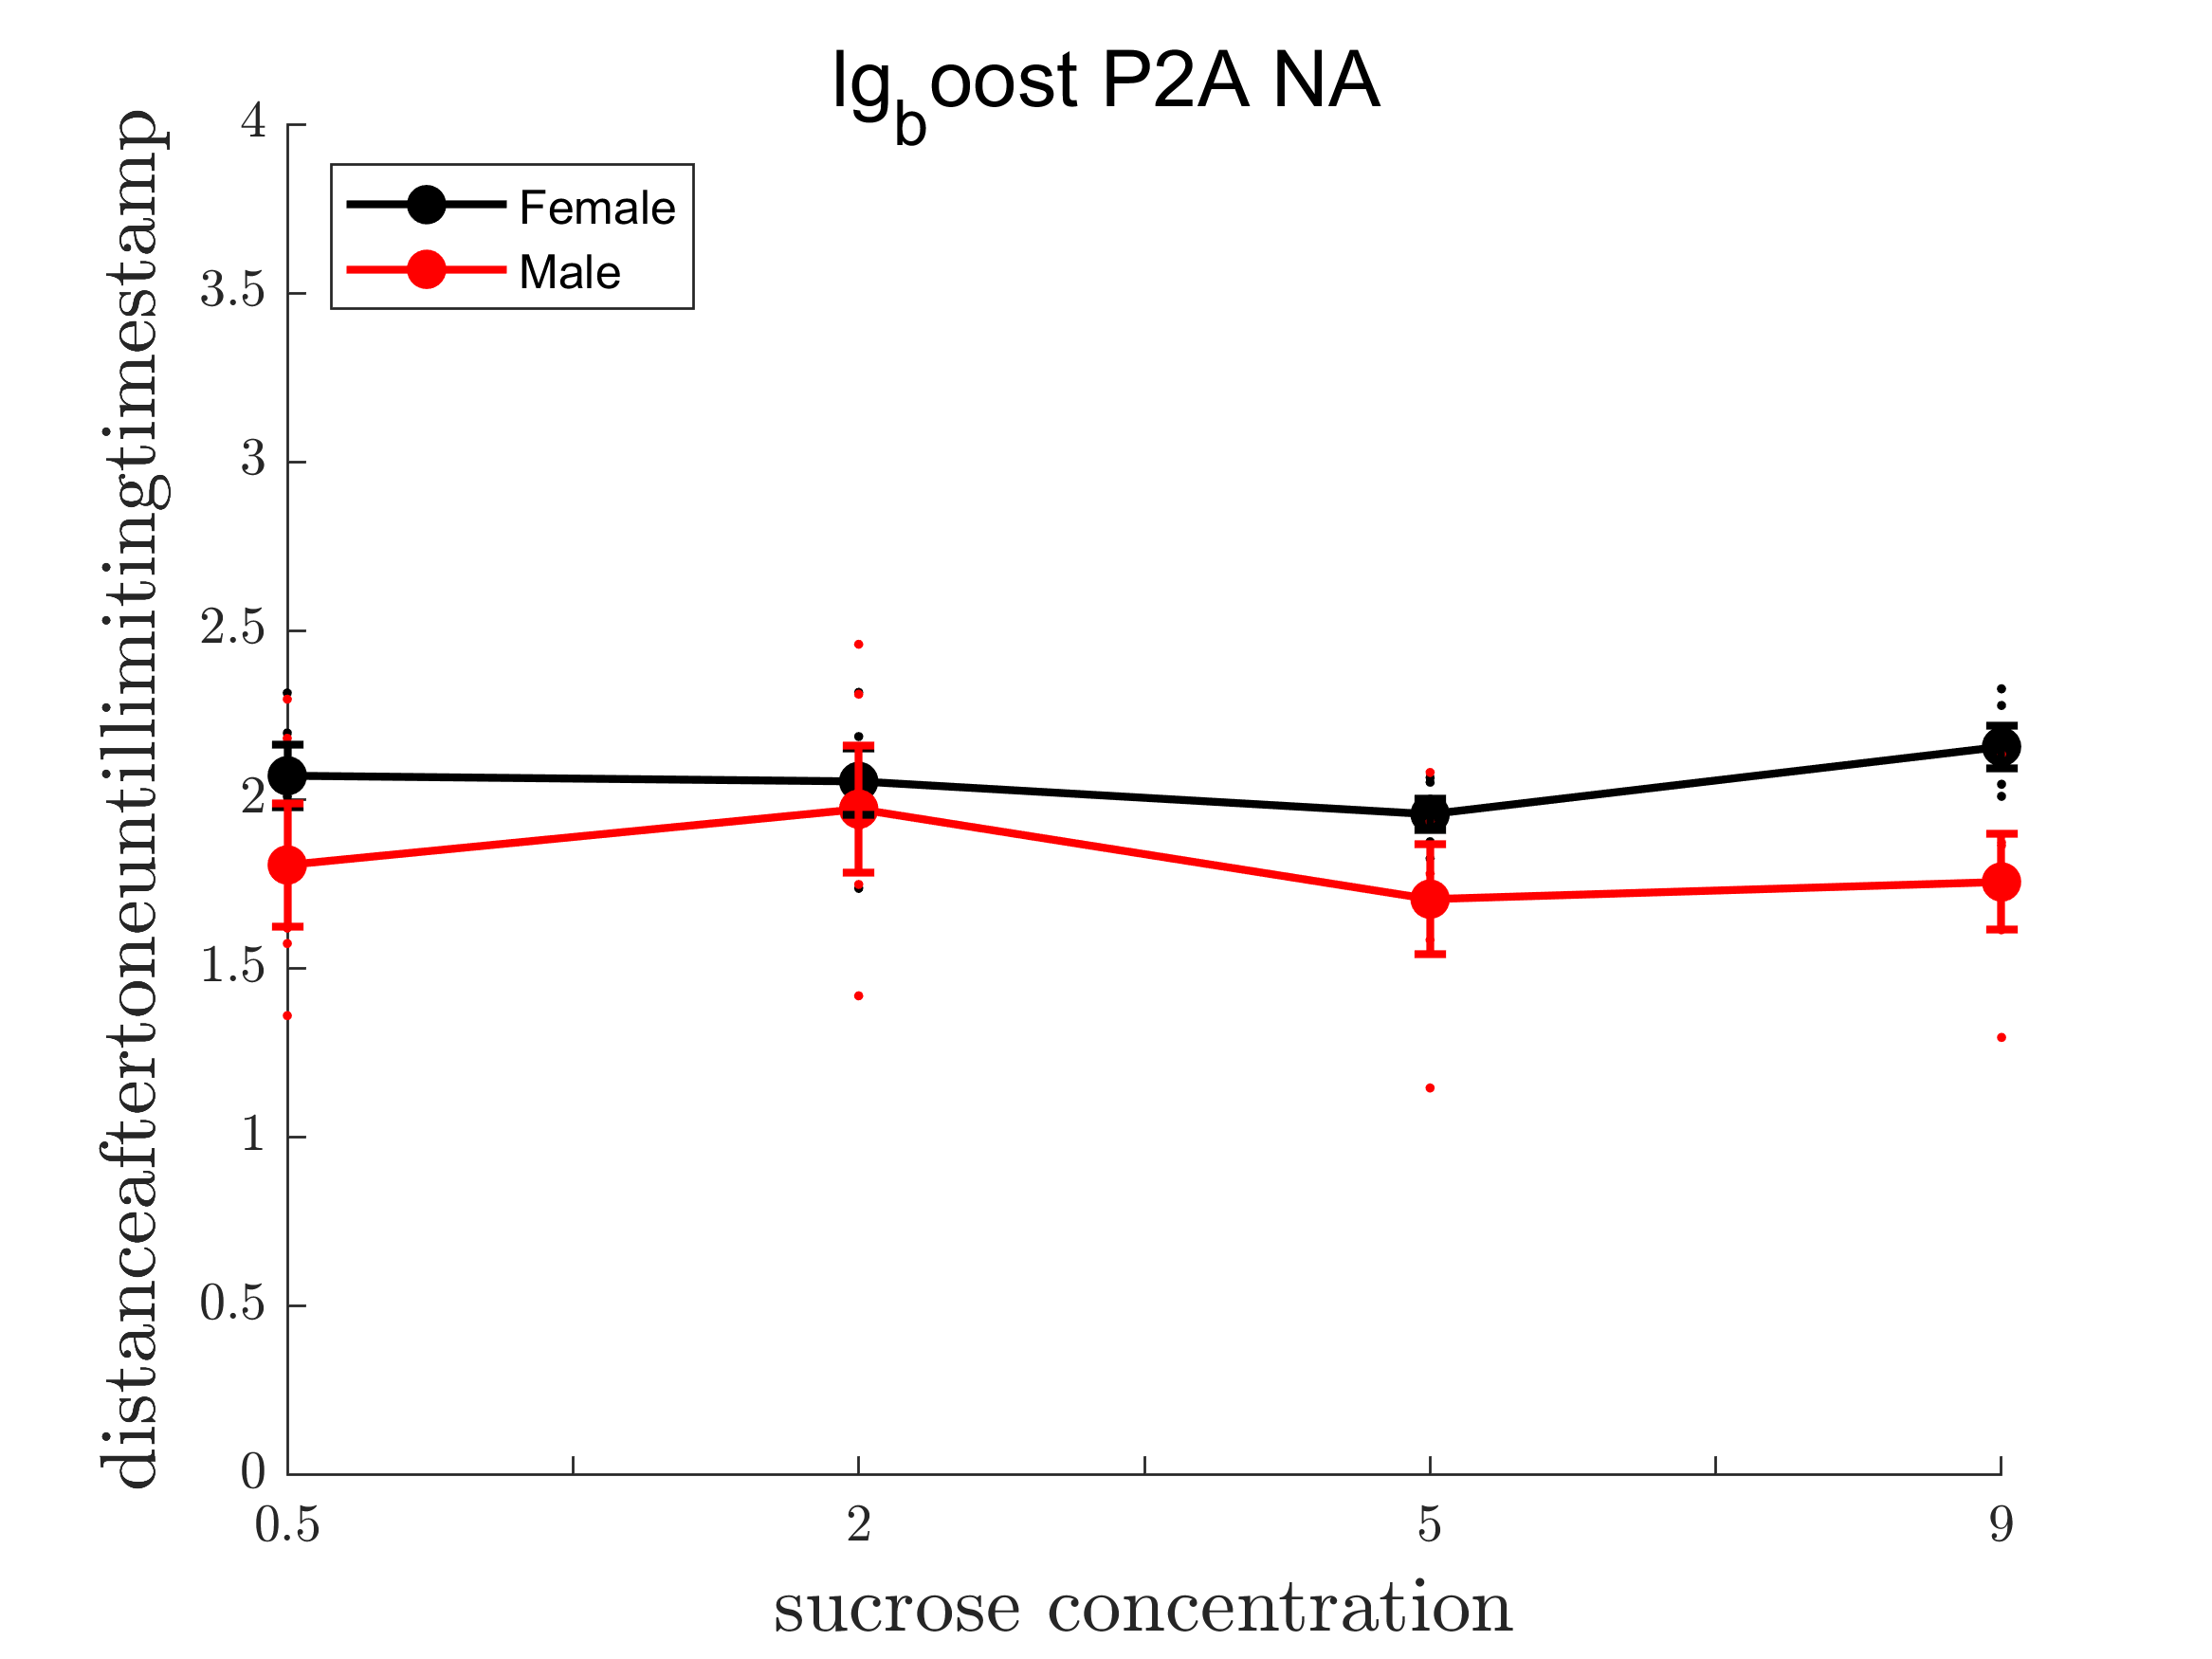 lg_boost P2A NA
Female
Male
distanceaftertoneuntillimitingtimestamp
4
3.5
3
2.5
2
1.5
1
0.5
0
0.5 2 5 9
sucrose concentration